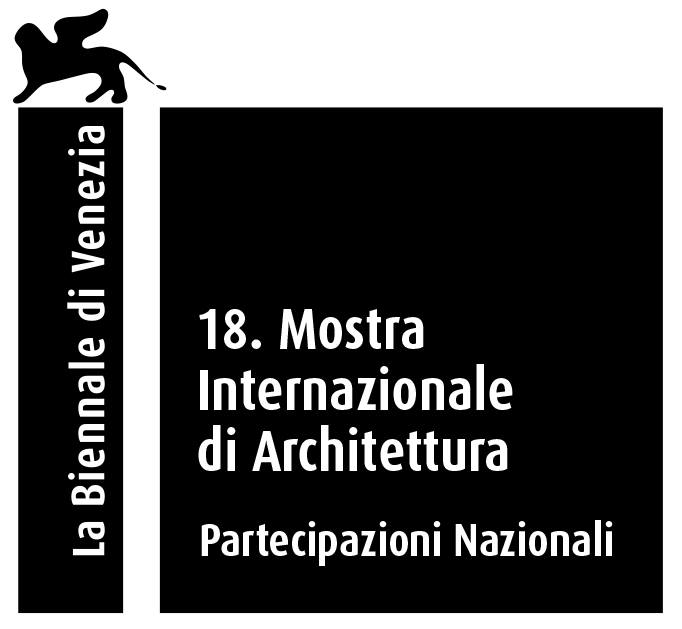 La Biennale di Venezia
18. Mostra
Internazionale
di Architettura
Partecipazioni Nazionali